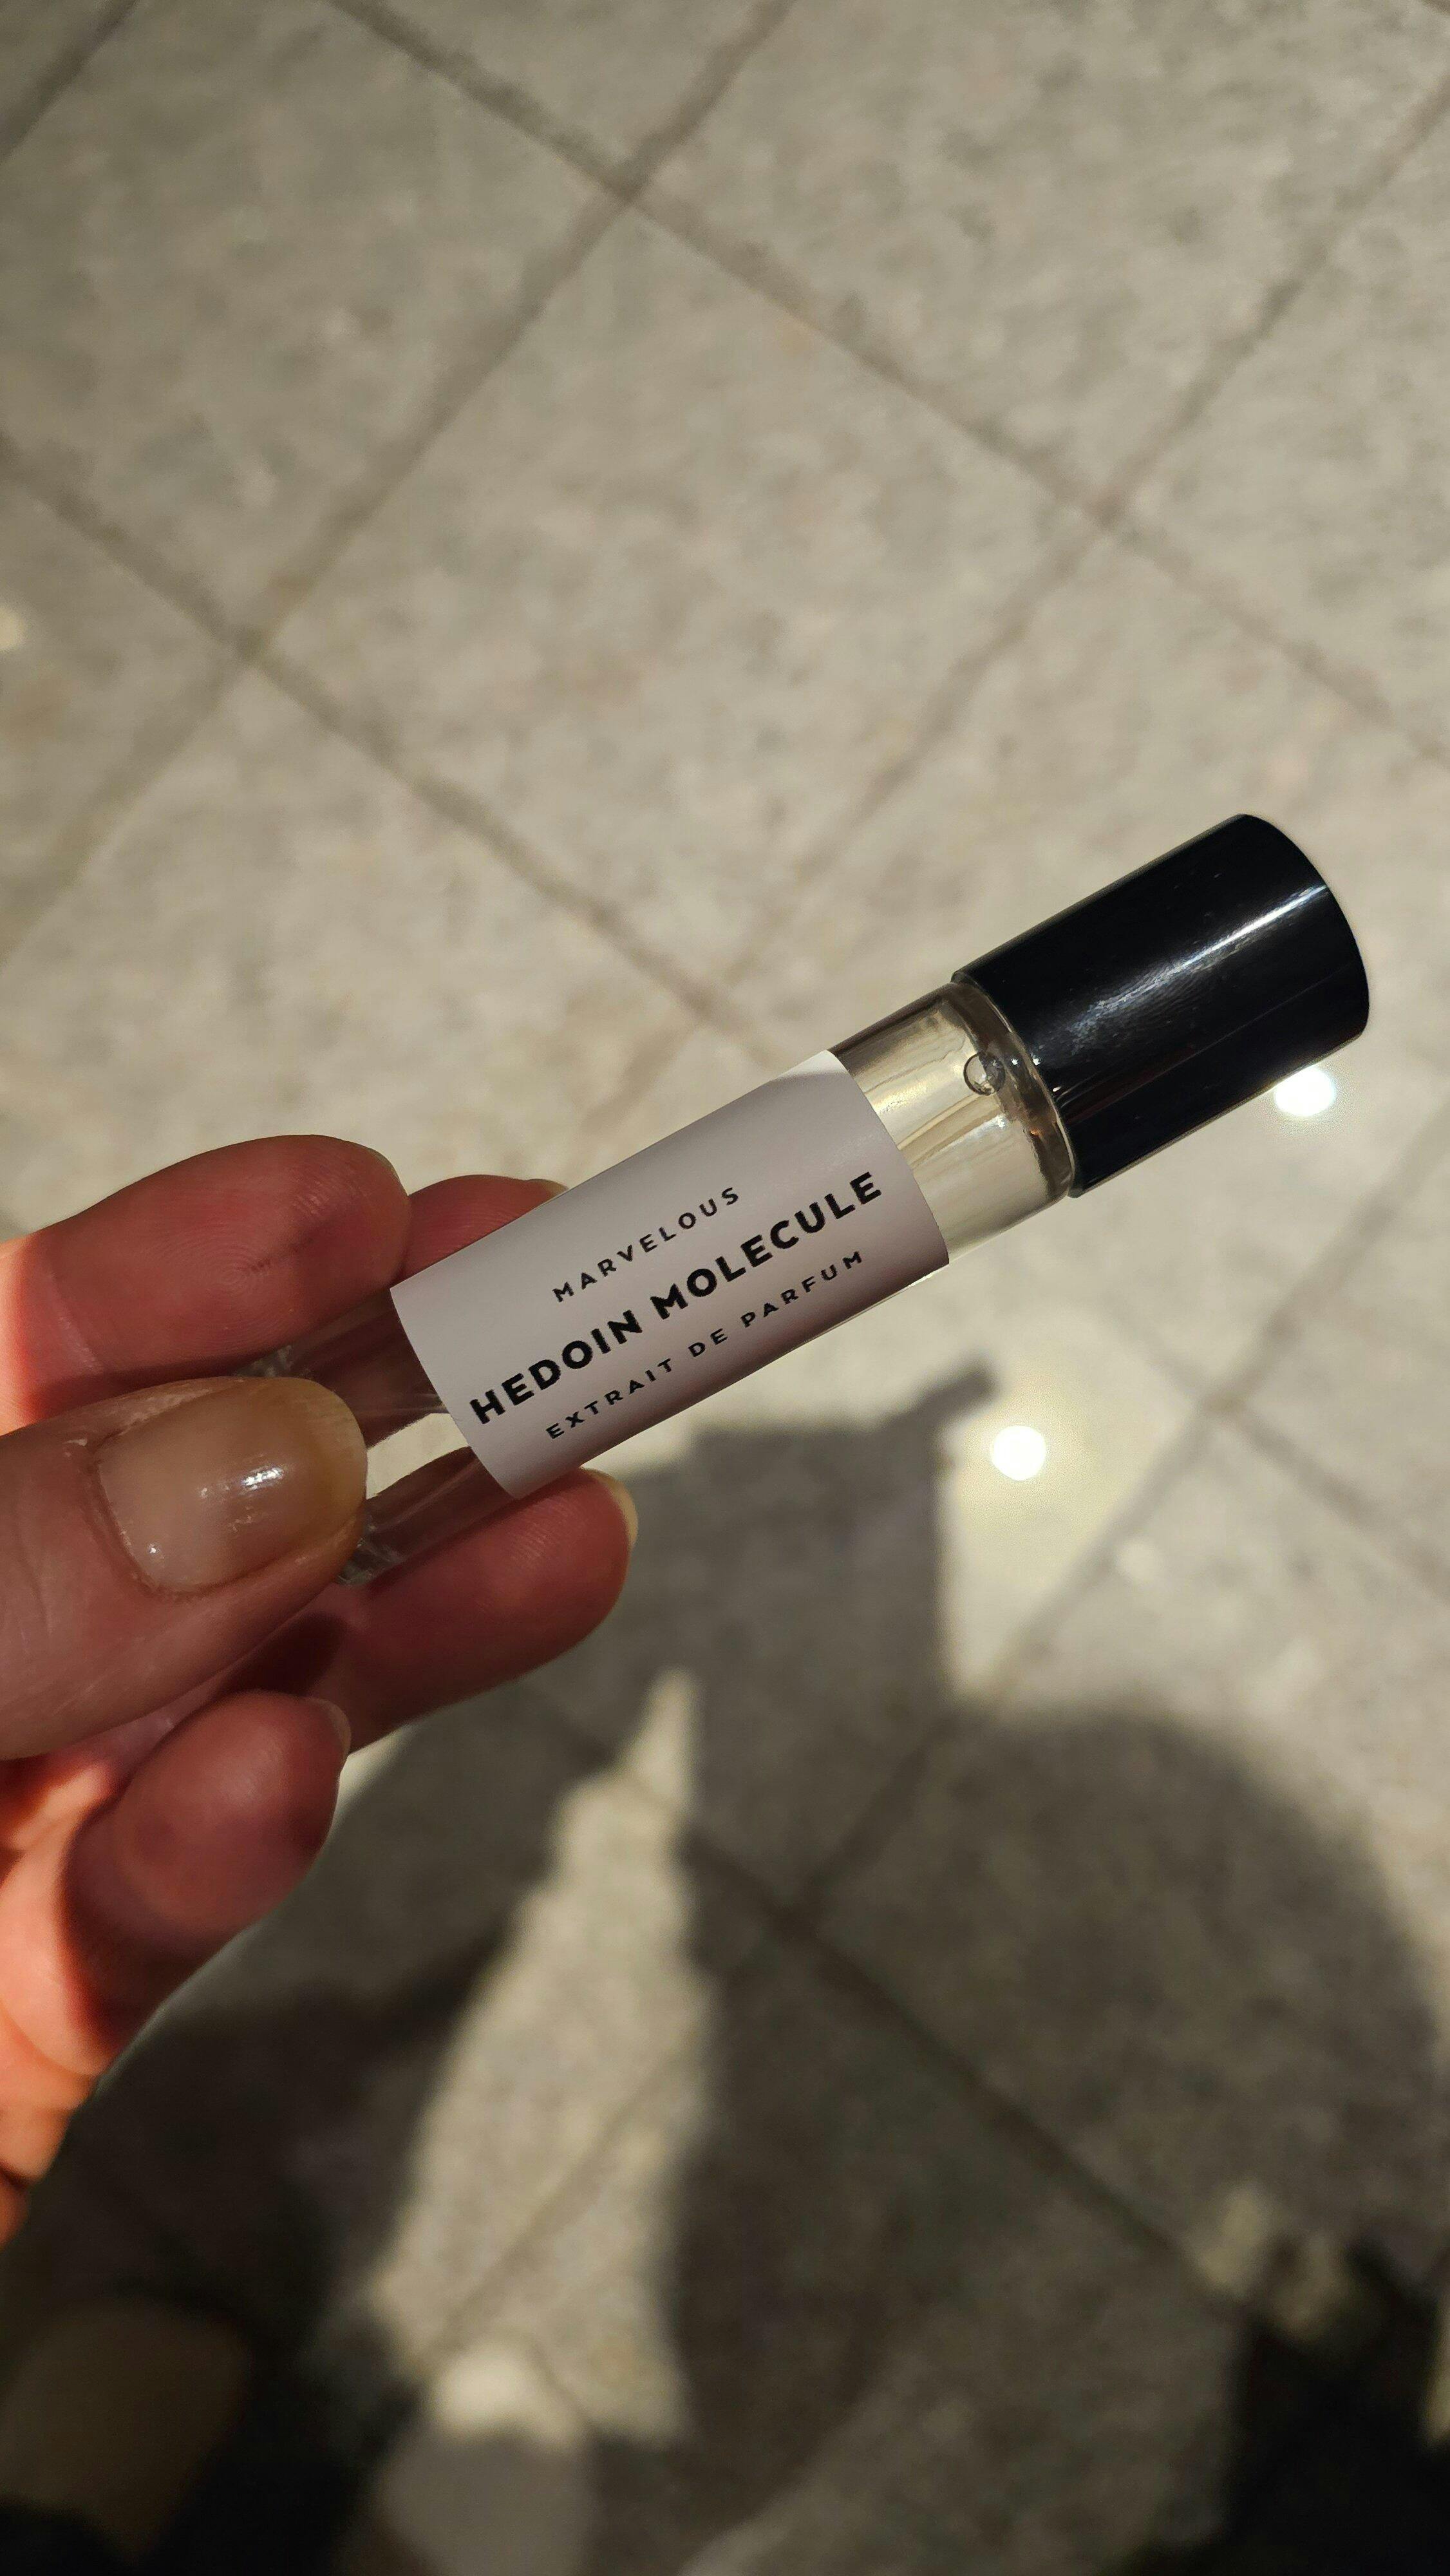 MARVELOUS
HEDOIN MOLECULE
EXTRAIT DE PARFUM